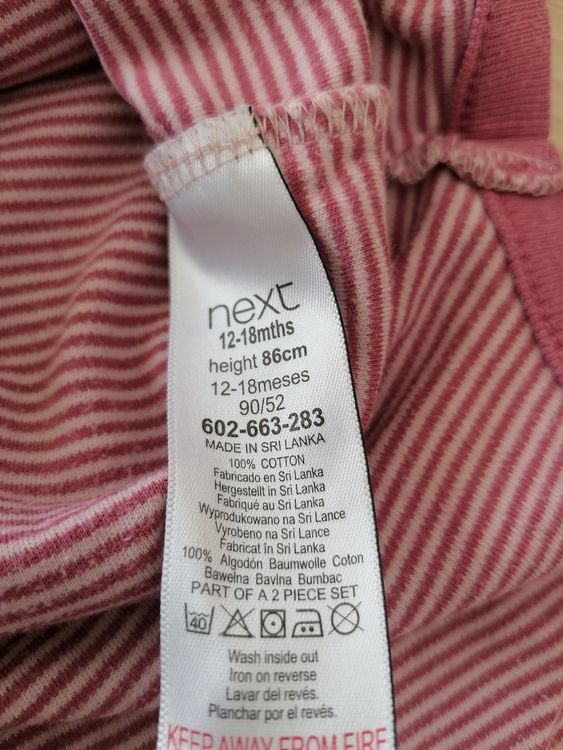 next
12-18mths
height 86cm
12-18meses
90/52
602-663-283
MADE IN SRI LANKA
100% COTTON
Fabricado en Sri Lanka
Hergestellt in Sri Lanka
Fabriqué au Sri Lanka
Wyprodukowano na Sri Lance
Vyrobeno na Sri Lance
Fabricat în Sri Lanka
100% Algodón Baumwolle Coton
Bawełna Bavlna Bumbac
PART OF A 2 PIECE SET
40
Wash inside out
Iron on reverse
Lavar del revés.
Planchar por el revés.
KEEP AWAY FROM FIRE